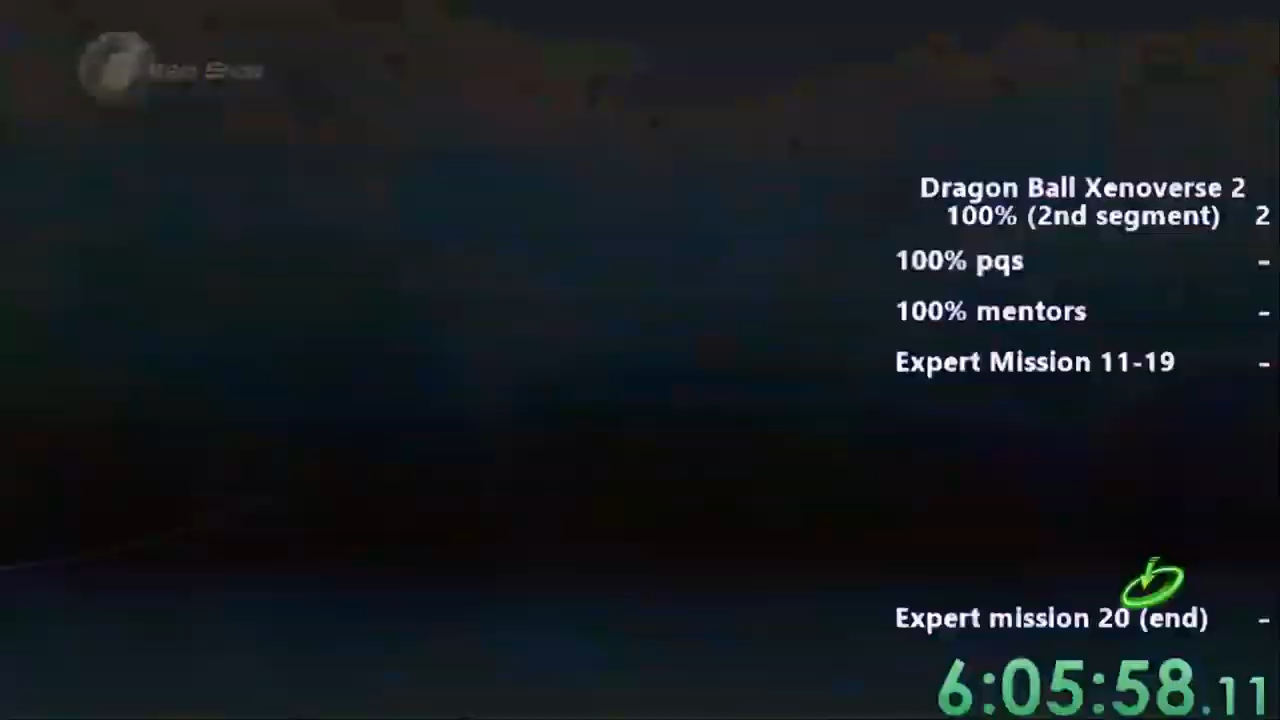 Dragon Ball Xenoverse 2
100% (2nd segment) 2
100% pqs -
100% mentors -
Expert Mission 11-19 -
Expert mission 20 (end) -
6:05:58.11